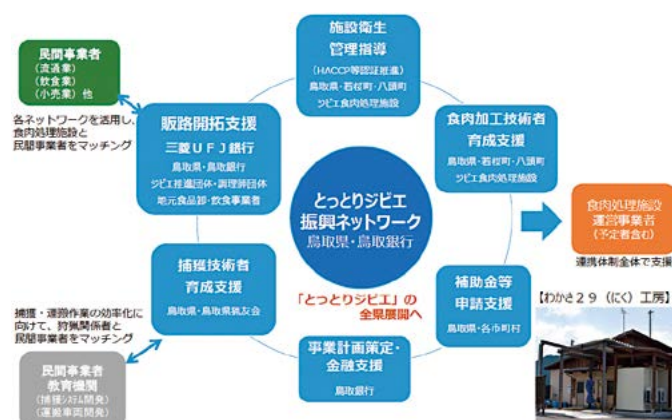 施設衛生
管理指導
(HACCP等認証推進)
鳥取県・若桜町・八頭町
ジビエ食肉処理施設
民間事業者
(流通業)
(飲食業)
(小売業)他
各ネットワークを活用し、
食肉処理施設と
民間事業者をマッチング
販路開拓支援
三菱UFJ銀行
鳥取県・鳥取銀行
ジビエ推進団体・調理師団体
地元食品卸・飲食事業者
食肉加工技術者
育成支援
鳥取県・若桜町・八頭町
ジビエ食肉処理施設
とっとりジビエ
振興ネットワーク
鳥取県・鳥取銀行
食肉処理施設
運営事業者
(予定者含む)
連携体制全体で支援
捕獲技術者
育成支援
鳥取県・鳥取県猟友会
「とっとりジビエ」の
全県展開へ
補助金等
申請支援
鳥取県・各市町村
捕獲・運搬作業の効率化に
向けて、狩猟関係者と
民間事業者をマッチング
事業計画策定・
金融支援
鳥取銀行
民間事業者
教育機関
(捕獲システム開発)
(運搬車両開発)
【わかさ29(にく)工房】